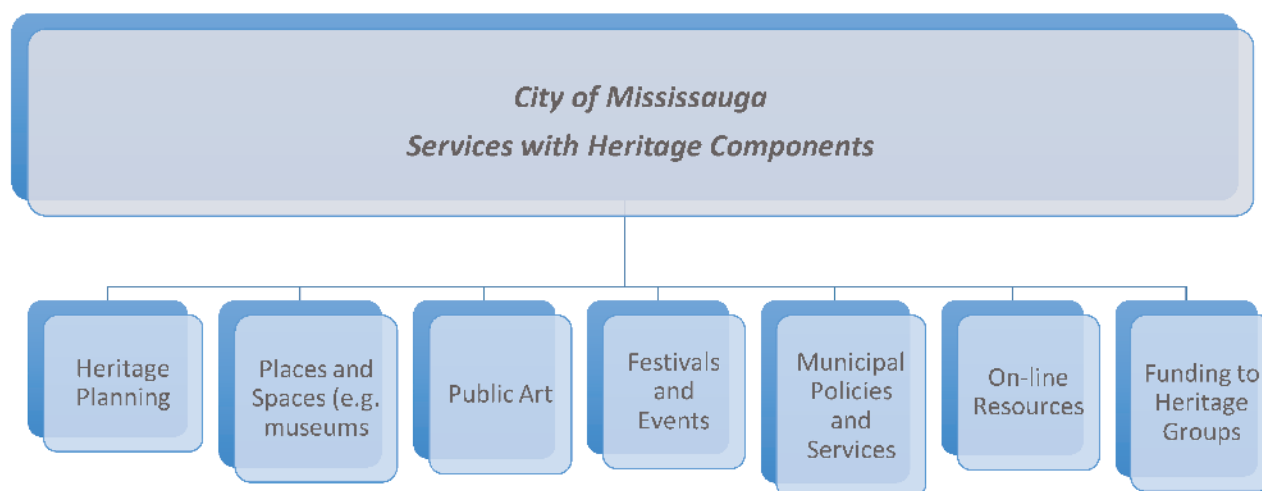 City of Mississauga
Services with Heritage Components
Heritage
Planning
Places and
Spaces (e.g.
museums
Public Art
Festivals
and
Events
Municipal
Policies
and
Services
On-line
Resources
Funding to
Heritage
Groups